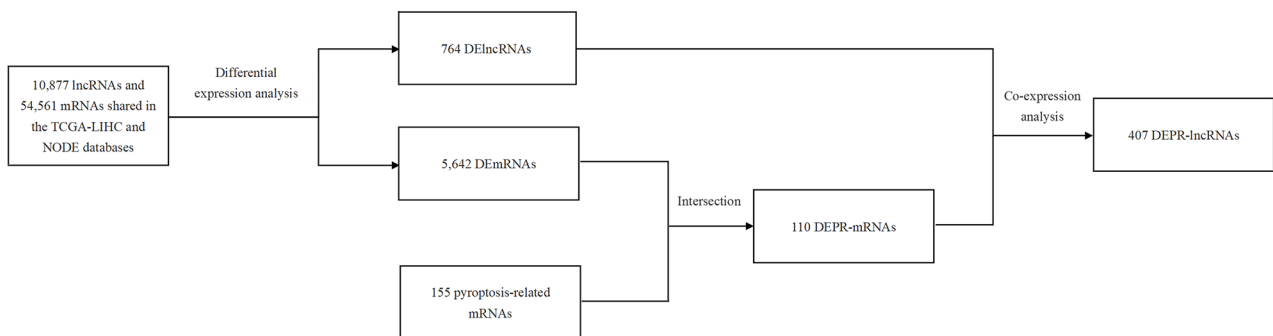 10,877 lncRNAs and
54,561 mRNAs shared in
the TCGA-LIHC and
NODE databases
Differential
expression analysis
764 DElncRNAs
5,642 DEmRNAs
155 pyroptosis-related
mRNAs
Intersection
110 DEPR-mRNAs
Co-expression
analysis
407 DEPR-lncRNAs